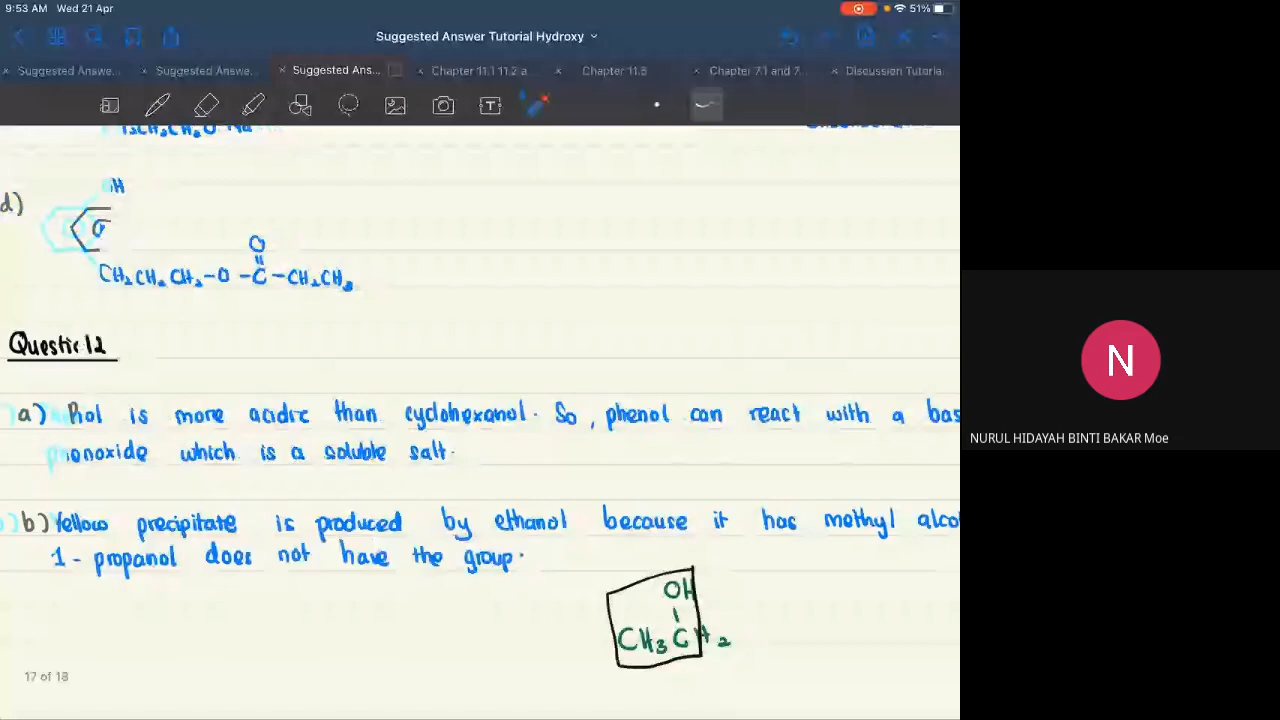 9:53 AM Wed 21 Apr
51%
Suggested Answer Tutorial Hydroxy
Suggested Answe...
Suggested Answe...
Suggested Ans...
Chapter 11.1 11.2 a...
Chapter 11.5
Chapter 7.1 and 7...
Discussion Tutoria...
d)
OH
O
CH₂CH₂CH₂-O-C-CH₂CH₃
12
a) is more acidic than cyclohexanol. So, phenol can react with a bas
which is a soluble salt.
b) Yellow precipitate is produced by ethanol because it has methyl alco
1-propanol does not have the group.
OH
CH₃CH₂
17 of 18
N
NURUL HIDAYAH BINTI BAKAR Moe